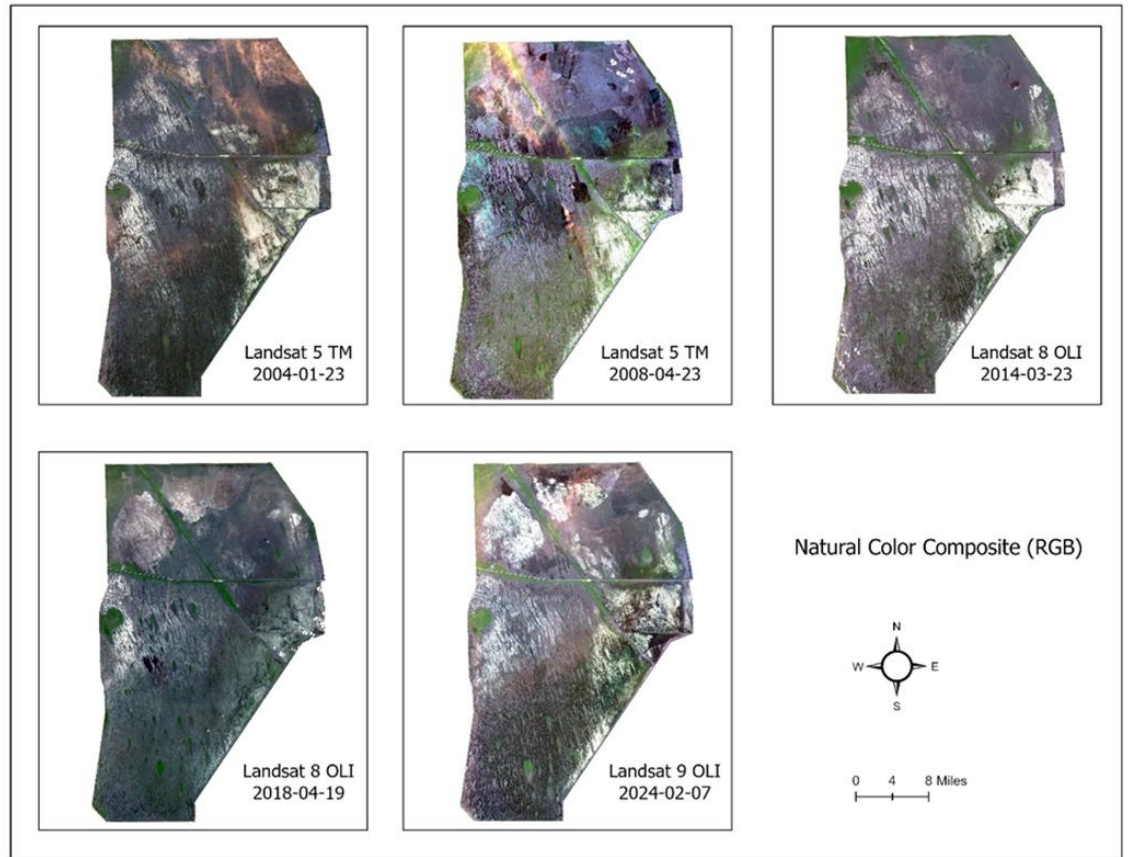 Landsat 5 TM
2004-01-23
Landsat 5 TM
2008-04-23
Landsat 8 OLI
2014-03-23
Landsat 8 OLI
2018-04-19
Landsat 9 OLI
2024-02-07
Natural Color Composite (RGB)
N
W E
S
0 4 8 Miles